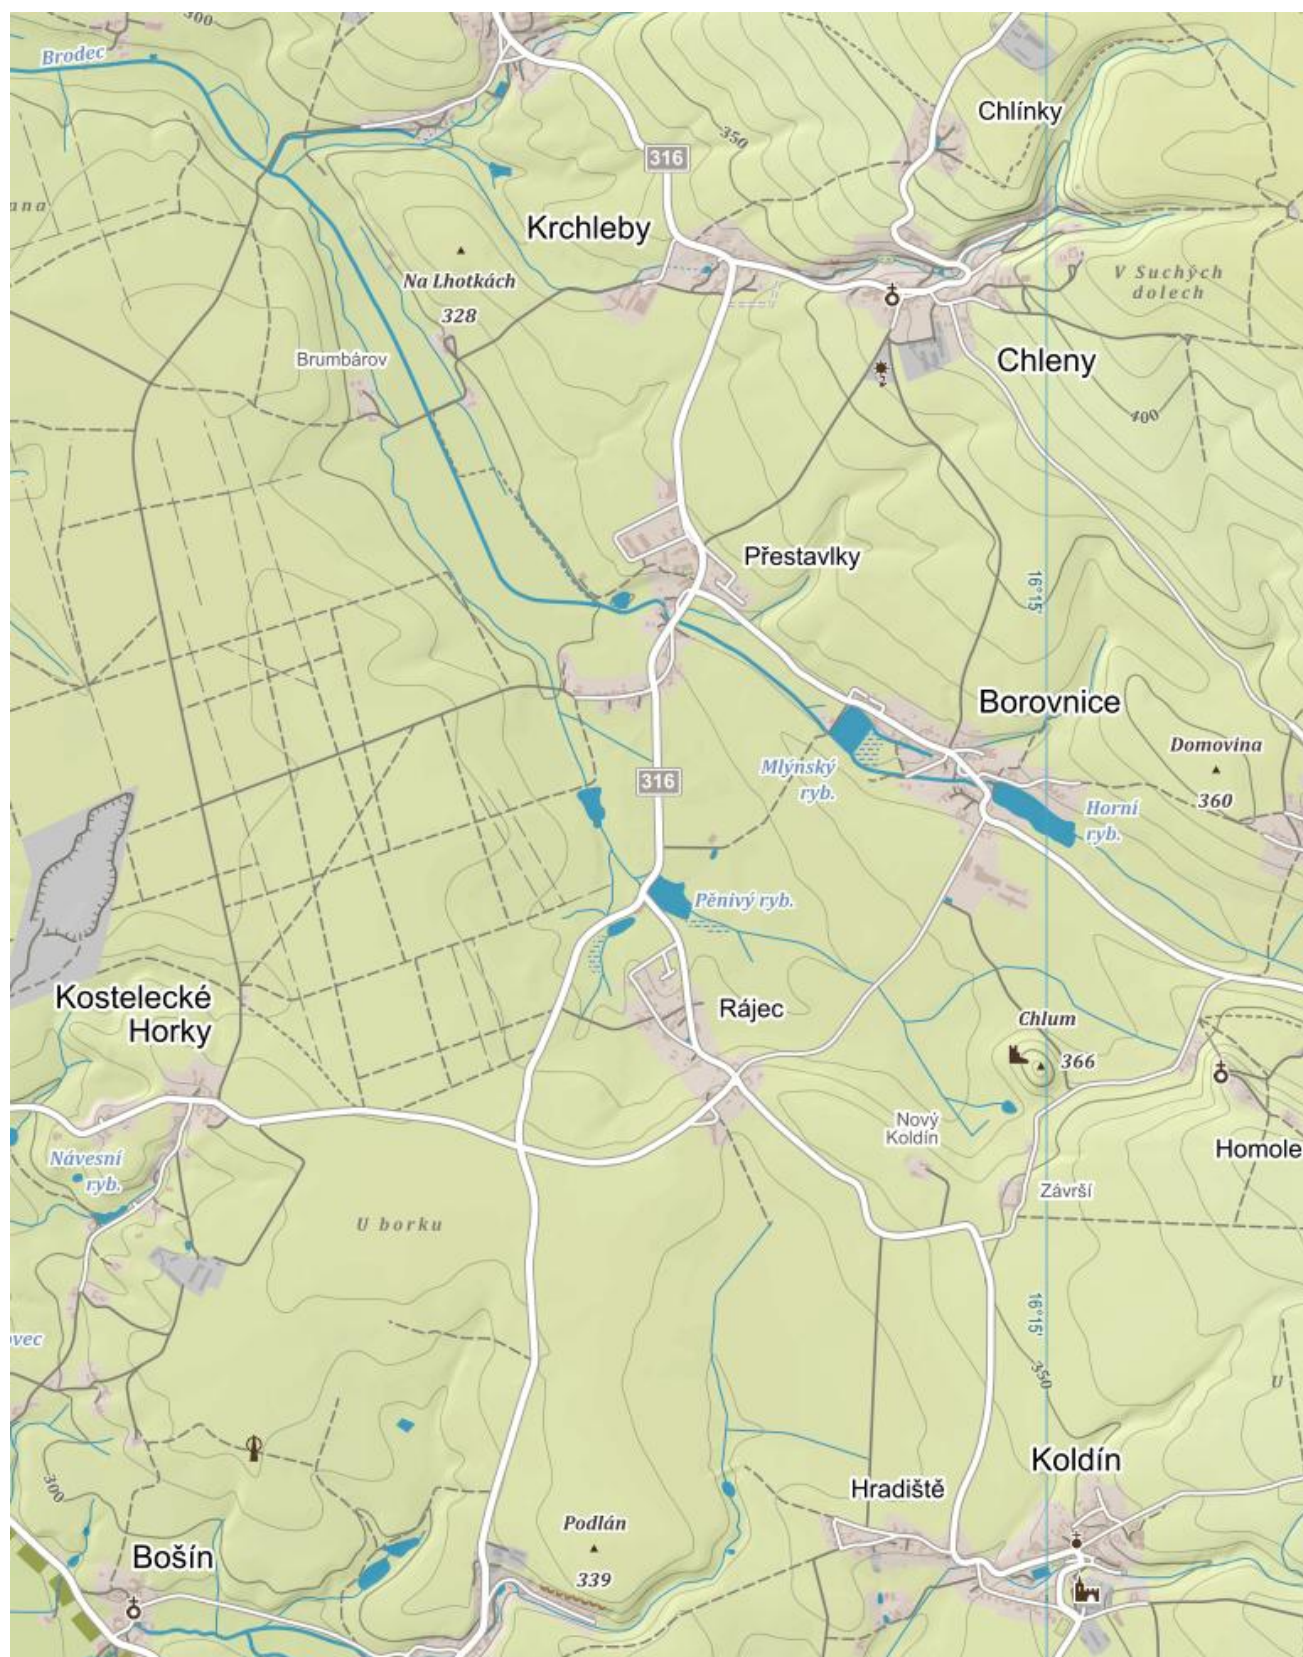 300
Brodec
Chlínky
350
316
ana
Krchleby
V Suchých
dolech
Na Lhotkách
328
Brumbárov
Chleny
400
Přestavlky
16°15'
Borovnice
Domovina
360
Mlýnský
ryb.
316
Horní
ryb.
Pěnivý ryb.
Kostelecké
Horky
Rájec
Chlum
366
Nový
Koldín
Homole
Návesní
ryb.
Závrší
U borku
16°15'
ovec
350
U
Koldín
Hradiště
300
Podlán
339
Bošín